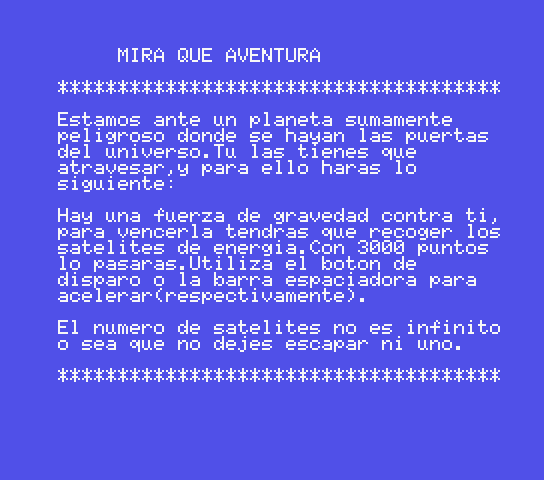 MIRA QUE AVENTURA
*************************************
Estamos ante un planeta sumamente
peligroso donde se hayan las puertas
del universo.Tu las tienes que
atravesar,y para ello haras lo
siguiente:
Hay una fuerza de gravedad contra ti,
para vencerla tendras que recoger los
satelites de energia.Con 3000 puntos
lo pasaras.Utiliza el boton de
disparo o la barra espaciadora para
acelerar(respectivamente).
El numero de satelites no es infinito
o sea que no dejes escapar ni uno.
*************************************